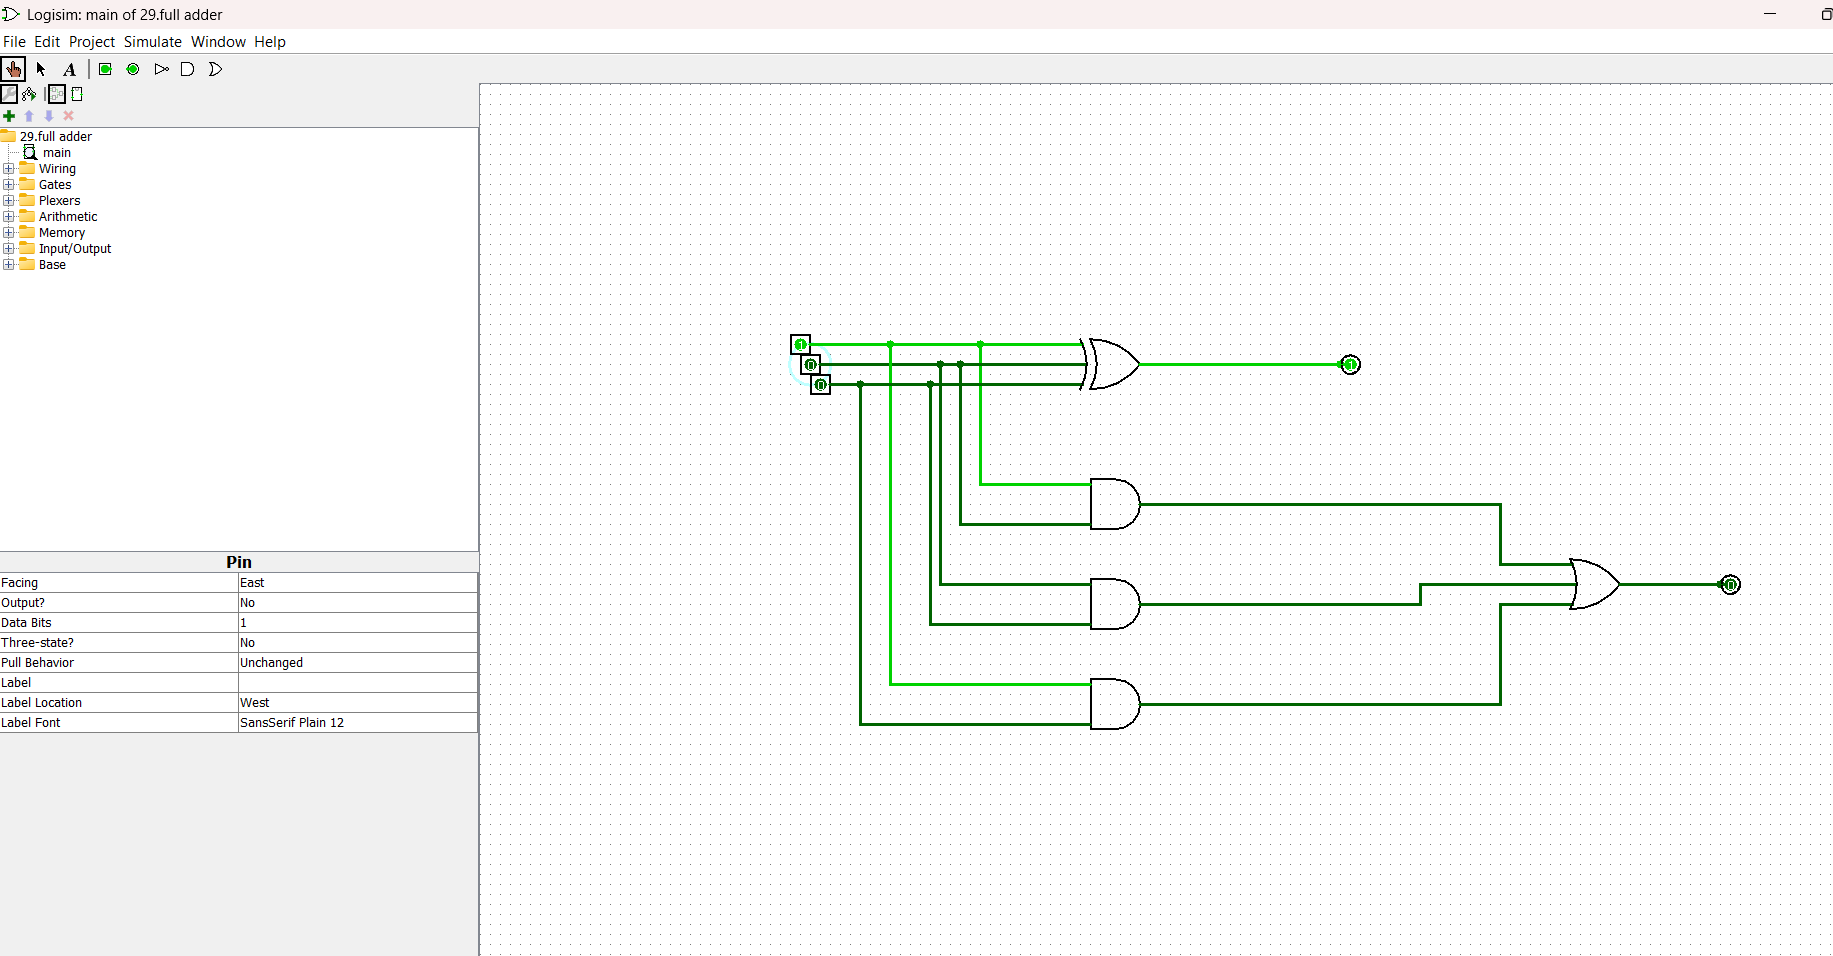 Logisim: main of 29.full adder
File Edit Project Simulate Window Help
A
29.full adder
main
Wiring
Gates
Plexers
Arithmetic
Memory
Input/Output
Base
Pin
Facing East
Output? No
Data Bits 1
Three-state? No
Pull Behavior Unchanged
Label
Label Location West
Label Font SansSerif Plain 12
1
0
0
1
0